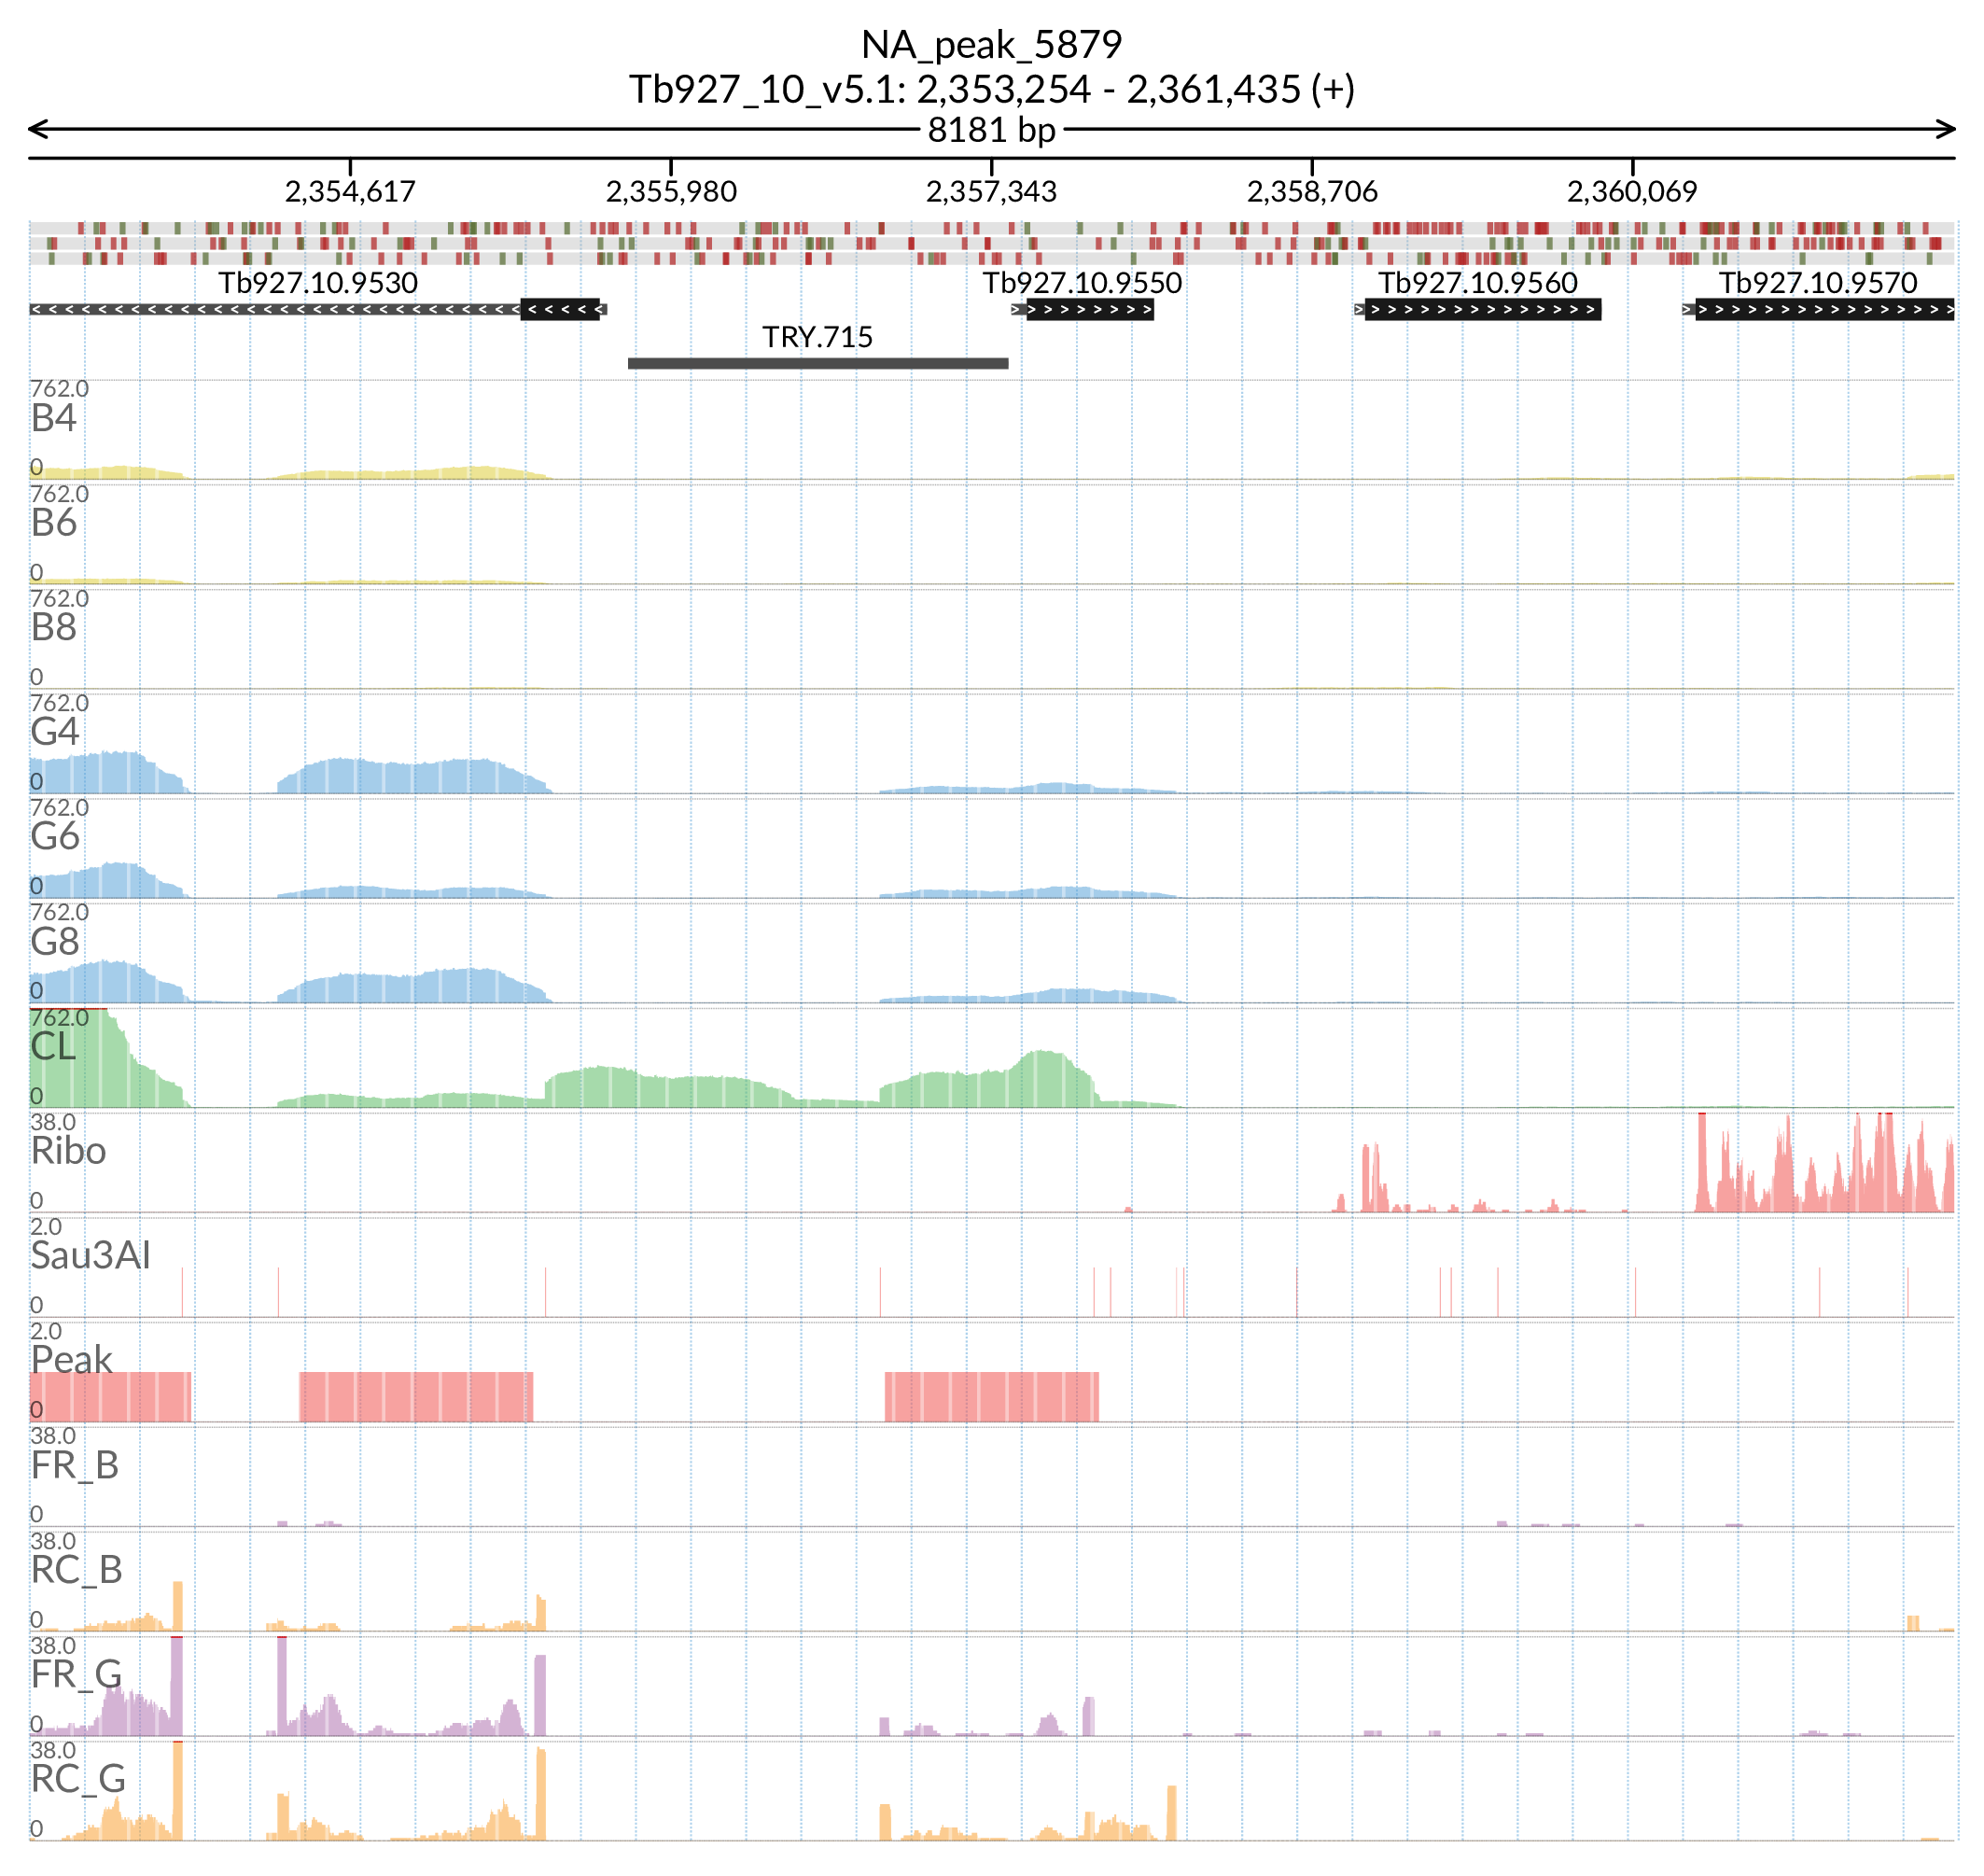 NA_peak_5879
Tb927_10_v5.1: 2,353,254 - 2,361,435 (+)
8181 bp
2,354,617 2,355,980 2,357,343 2,358,706 2,360,069
Tb927.10.9530 Tb927.10.9550 Tb927.10.9560 Tb927.10.9570
TRY.715
762.0
B4
0
762.0
B6
0
762.0
B8
0
762.0
G4
0
762.0
G6
0
762.0
G8
0
762.0
CL
0
38.0
Ribo
0
2.0
Sau3AI
0
2.0
Peak
0
38.0
FR_B
0
38.0
RC_B
0
38.0
FR_G
0
38.0
RC_G
0